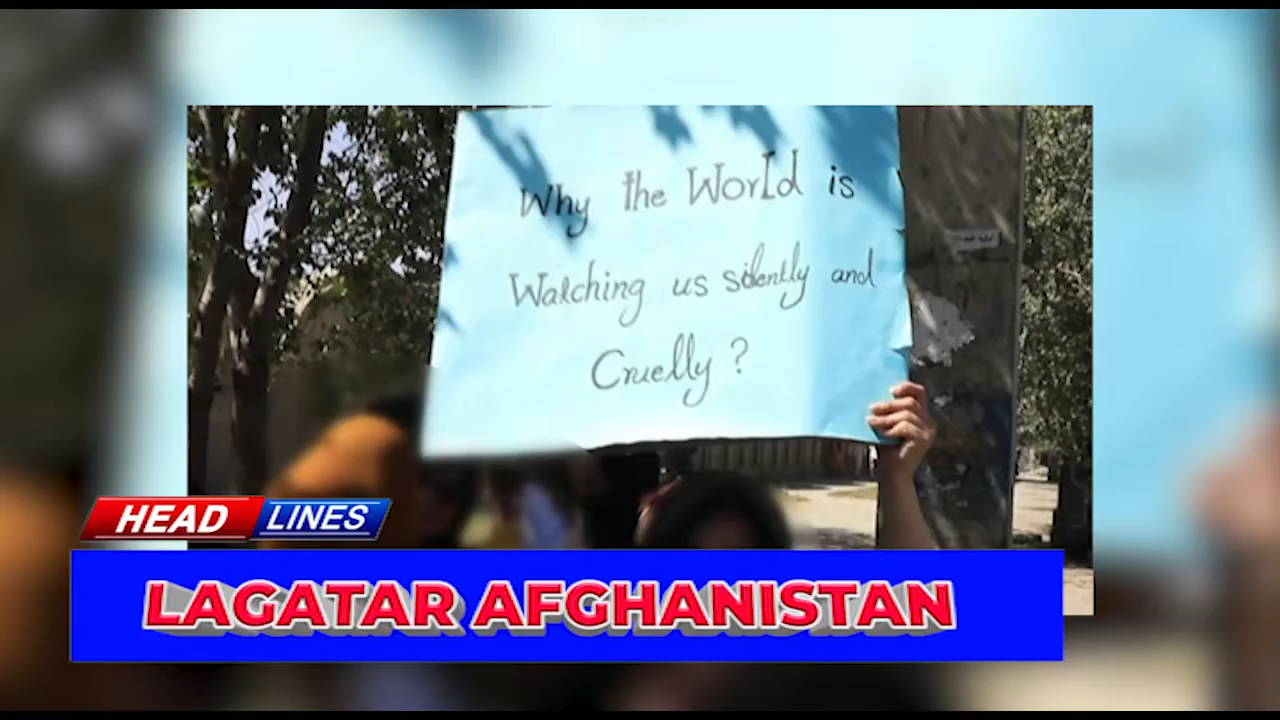 Why the World is
Watching us silently and
Cruelly ?
HEAD LINES
LAGATAR AFGHANISTAN